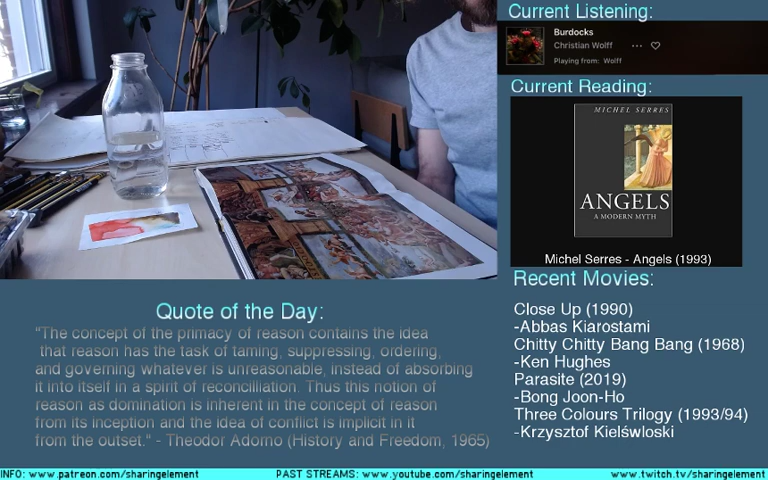 Current Listening:
Burdocks
Christian Wolff
Playing from: Wolff
Current Reading:
MICHEL SERRES
ANGELS
A MODERN MYTH
Michel Serres - Angels (1993)
Recent Movies:
Close Up (1990)
-Abbas Kiarostami
Chitty Chitty Bang Bang (1968)
-Ken Hughes
Parasite (2019)
-Bong Joon-Ho
Three Colours Trilogy (1993/94)
-Krzysztof Kielśwloski
Quote of the Day:
"The concept of the primacy of reason contains the idea
that reason has the task of taming, suppressing, ordering,
and governing whatever is unreasonable, instead of absorbing
it into itself in a spirit of reconcilliation. Thus this notion of
reason as domination is inherent in the concept of reason
from its inception and the idea of conflict is implicit in it
from the outset." - Theodor Adorno (History and Freedom, 1965)
INFO: www.patreon.com/sharingelement
PAST STREAMS: www.youtube.com/sharingelement
www.twitch.tv/sharingelement